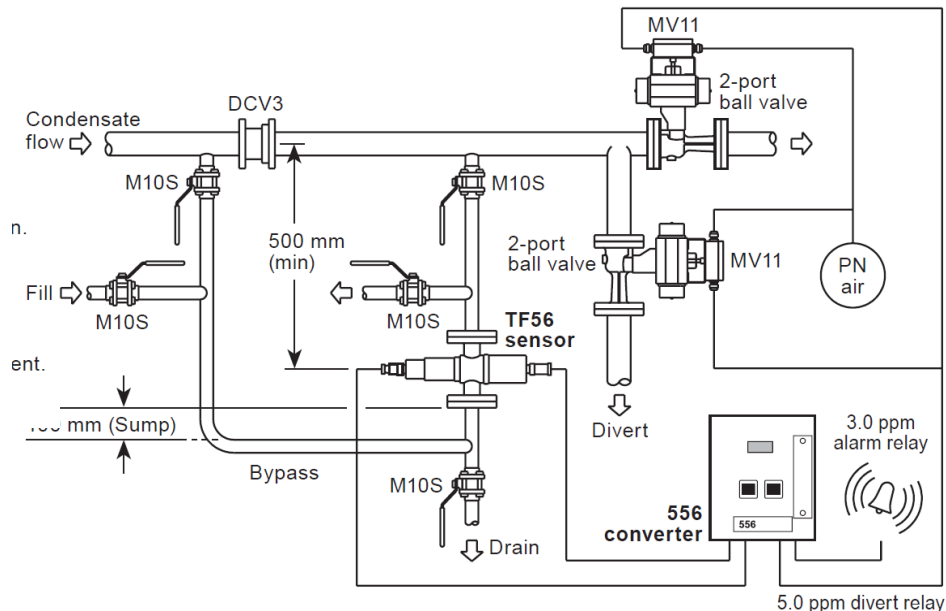 MV11
2-port
ball valve
DCV3
Condensate
flow
M10S
M10S
n.
500 mm
(min)
2-port
ball valve
MV11
PN
air
Fill
M10S
M10S
TF56
sensor
ent.
mm (Sump)
Divert
3.0 ppm
alarm relay
Bypass
M10S
556
converter
556
Drain
5.0 ppm divert relay